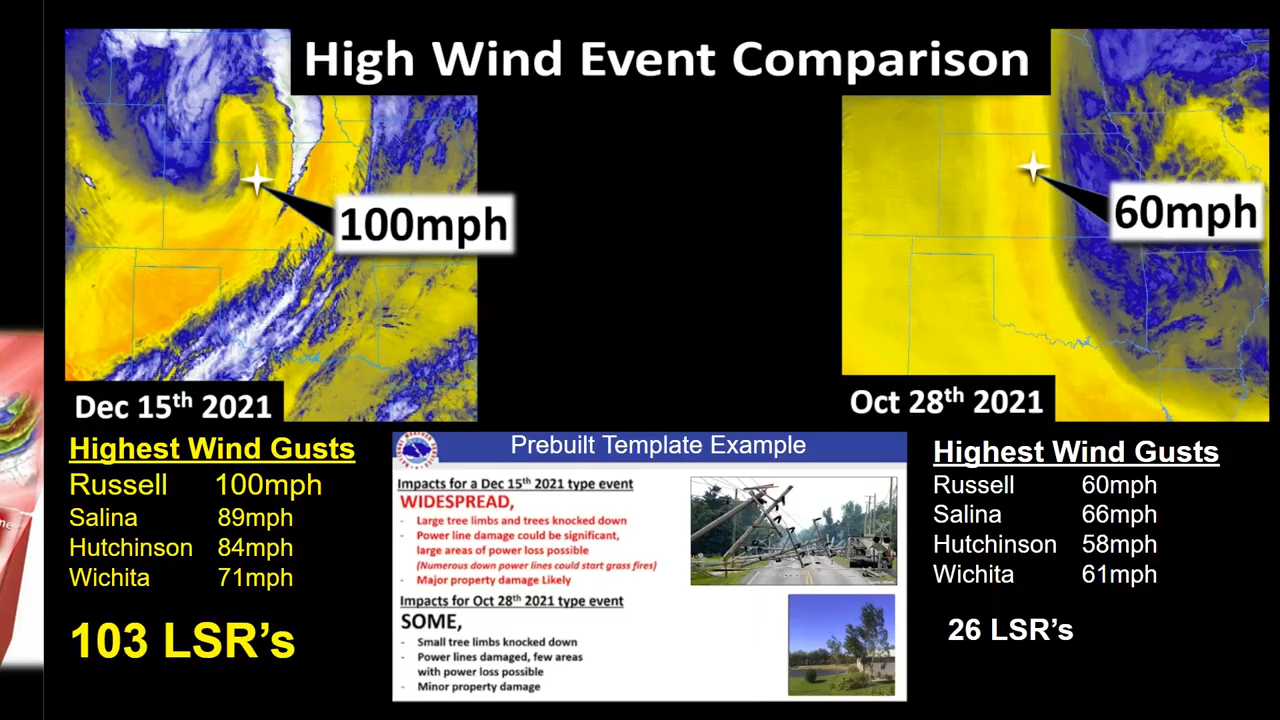 High Wind Event Comparison
100mph
60mph
Dec 15th 2021
Oct 28th 2021
Highest Wind Gusts
Russell 100mph
Salina 89mph
Hutchinson 84mph
Wichita 71mph
103 LSR's
Prebuilt Template Example
Impacts for a Dec 15th 2021 type event
WIDESPREAD,
- Large tree limbs and trees knocked down
- Power line damage could be significant,
large areas of power loss possible
(Numerous down power lines could start grass fires)
- Major property damage Likely
Impacts for Oct 28th 2021 type event
SOME,
- Small tree limbs knocked down
- Power lines damaged, few areas
with power loss possible
- Minor property damage
Highest Wind Gusts
Russell 60mph
Salina 66mph
Hutchinson 58mph
Wichita 61mph
26 LSR's